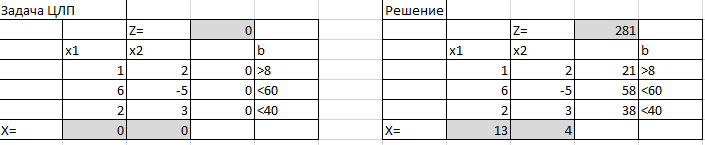 Задача ЦЛП Решение
Z= 0 Z= 281
x1 x2 b x1 x2 b
1 2 0 >8 1 2 21 >8
6 -5 0 <60 6 -5 58 <60
2 3 0 <40 2 3 38 <40
X= 0 0 X= 13 4